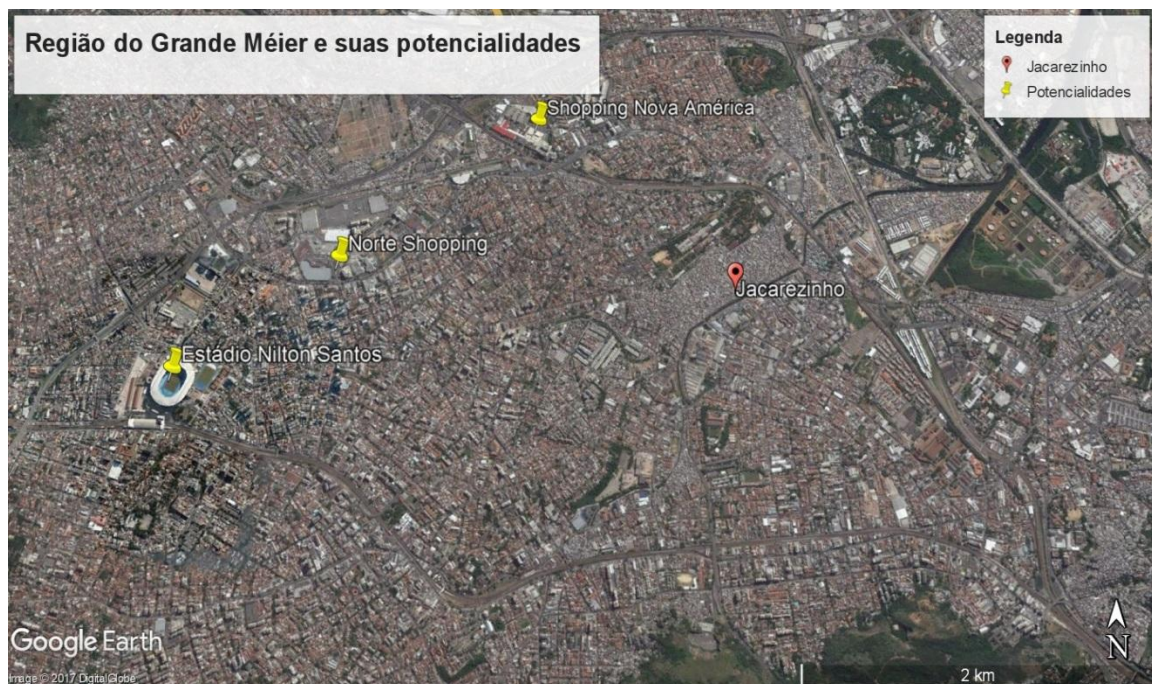 Região do Grande Méier e suas potencialidades
Legenda
Jacarezinho
Potencialidades
Shopping Nova América
Norte Shopping
Jacarezinho
Estádio Nilton Santos
Google Earth
N
Image © 2017 DigitalGlobe
2 km